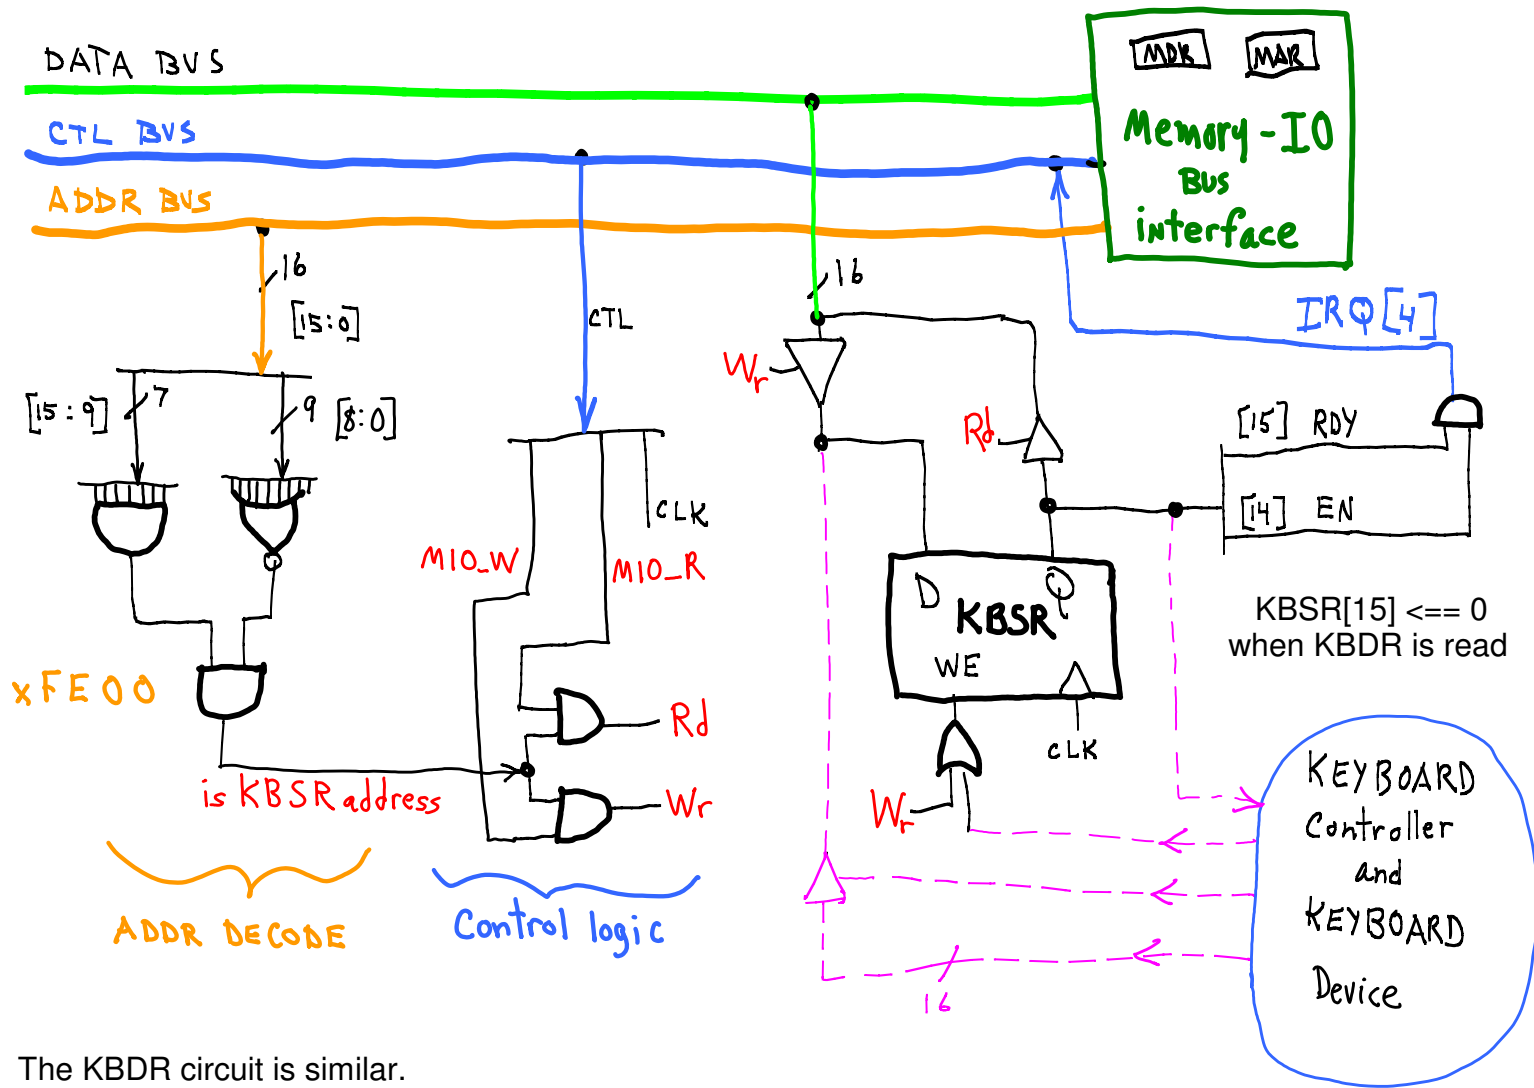 DATA BUS
CTL BUS
ADDR BUS
MDR
MAR
Memory-IO
Bus
interface
16
[15:0]
[15:9]
7
9
[8:0]
xFE00
is KBSR address
ADDR DECODE
CTL
CLK
MIO_W
MIO_R
Rd
Wr
Control logic
16
Wr
Rd
D
Q
KBSR
WE
CLK
Wr
16
IRQ[4]
[15] RDY
[14] EN
KBSR[15] <== 0
when KBDR is read
KEYBOARD
Controller
and
KEYBOARD
Device
The KBDR circuit is similar.